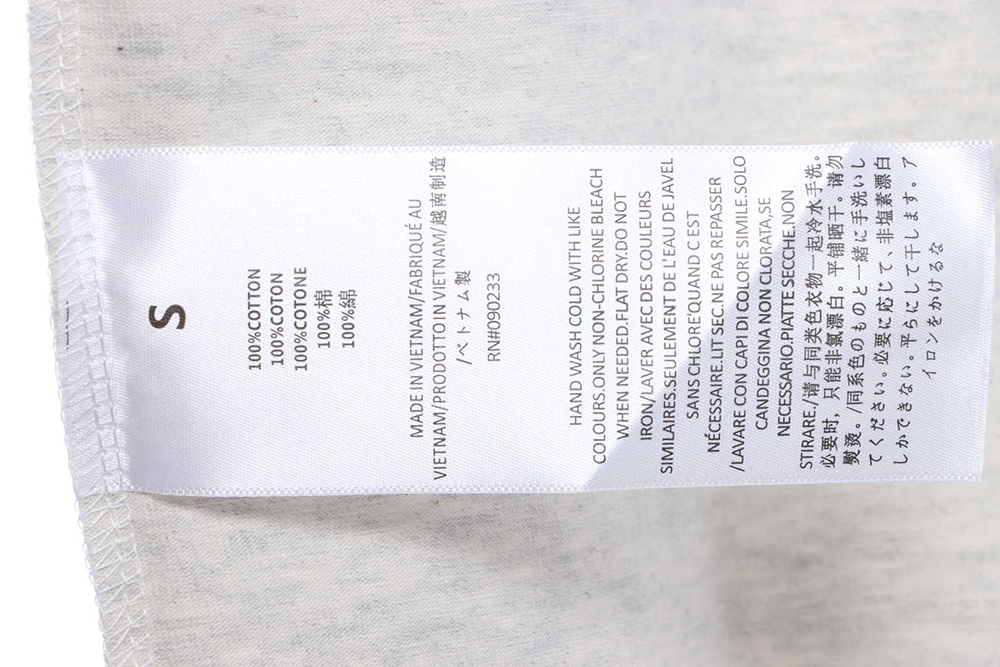 S
100%COTTON
100%COTON
100%COTONE
100%棉
100%綿
MADE IN VIETNAM/FABRIQUÉ AU
VIETNAM/PRODOTTO IN VIETNAM/越南制造
/ベトナム製
RN#090233
HAND WASH COLD WITH LIKE
COLOURS.ONLY NON-CHLORINE BLEACH
WHEN NEEDED.FLAT DRY.DO NOT
IRON/LAVER AVEC DES COULEURS
SIMILAIRES.SEULEMENT DE L'EAU DE JAVEL
SANS CHLORE'QUAND C EST
NÉCESSAIRE.LIT SEC.NE PAS REPASSER
/LAVARE CON CAPI DI COLORE SIMILE.SOLO
CANDEGGINA NON CLORATA,SE
NECESSARIO.PIATTE SECCHE.NON
STIRARE./请与同类色衣物一起冷水手洗。
必要时，只能非氯漂白。平铺晒干。请勿
熨烫。/同系色のものと一緒に手洗いし
てください。必要に応じて、非塩素漂白
しかできない。平らにして干します。ア
イロンをかけるな